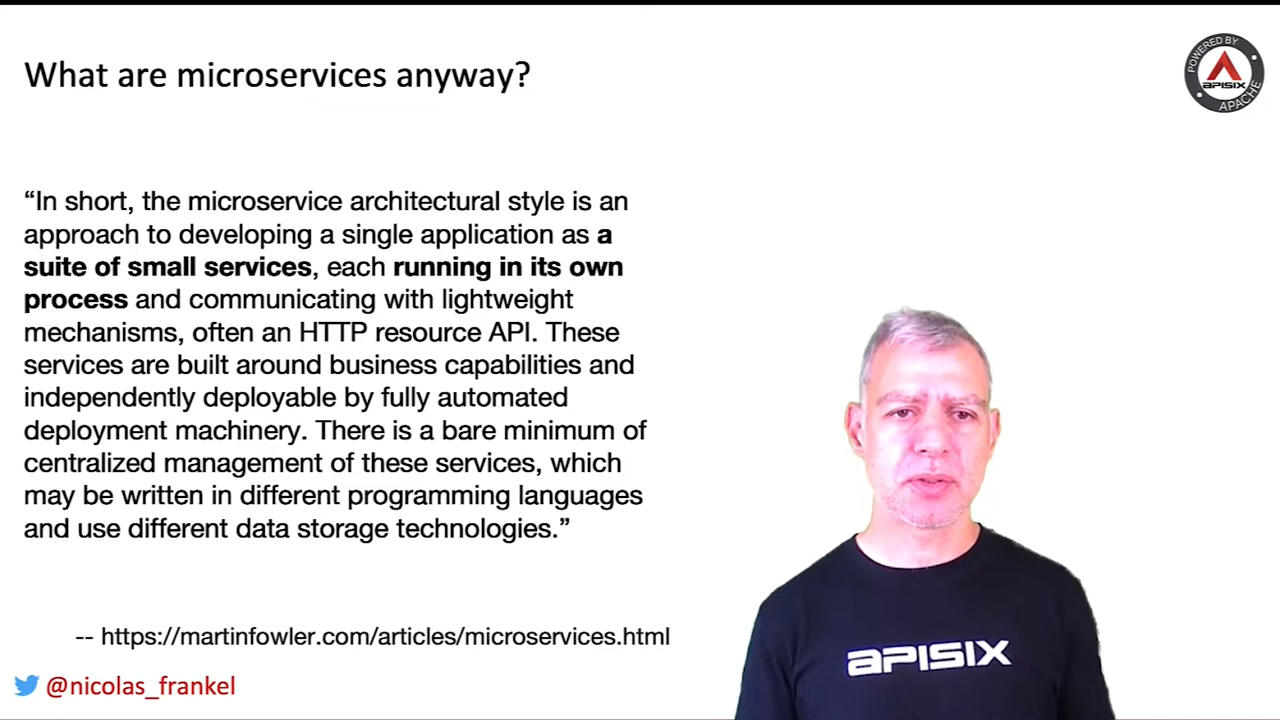 What are microservices anyway?
POWERED BY
APISIX
APACHE
“In short, the microservice architectural style is an
approach to developing a single application as a
suite of small services, each running in its own
process and communicating with lightweight
mechanisms, often an HTTP resource API. These
services are built around business capabilities and
independently deployable by fully automated
deployment machinery. There is a bare minimum of
centralized management of these services, which
may be written in different programming languages
and use different data storage technologies.”
-- https://martinfowler.com/articles/microservices.html
@nicolas_frankel
APISIX